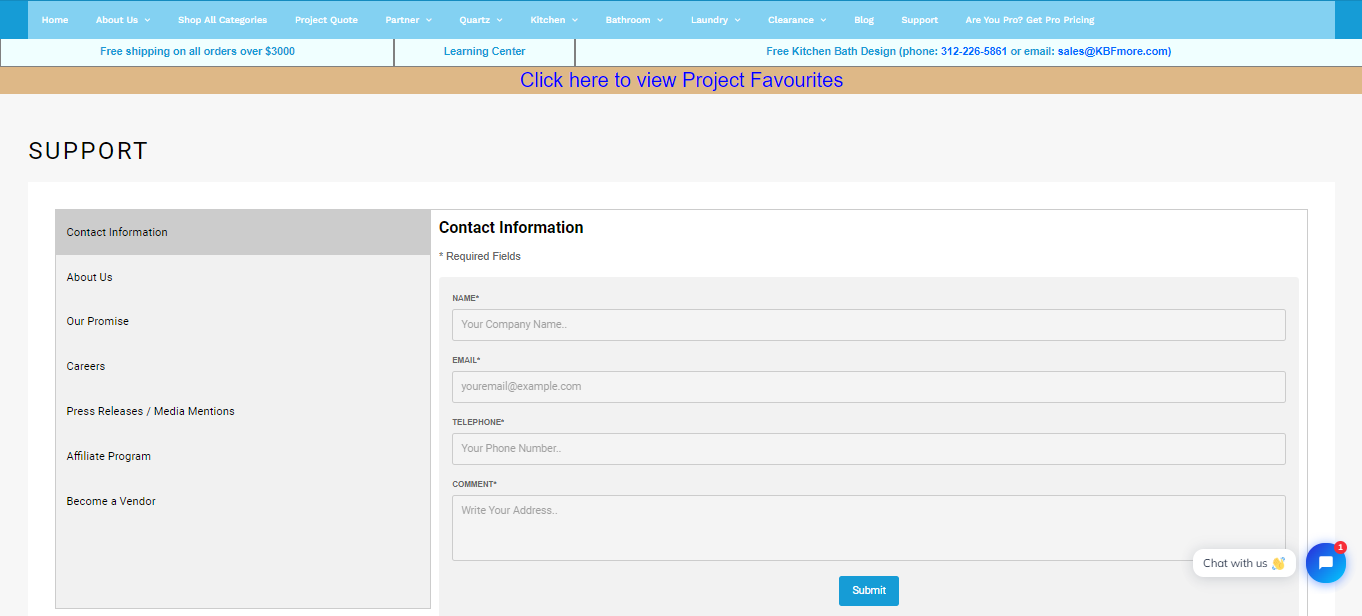 Home About Us Shop All Categories Project Quote Partner Quartz Kitchen Bathroom Laundry Clearance Blog Support Are You Pro? Get Pro Pricing
Free shipping on all orders over $3000 Learning Center Free Kitchen Bath Design (phone: 312-226-5861 or email: sales@KBFmore.com)
Click here to view Project Favourites
SUPPORT
Contact Information
About Us
Our Promise
Careers
Press Releases / Media Mentions
Affiliate Program
Become a Vendor
Contact Information
* Required Fields
NAME*
Your Company Name..
EMAIL*
youremail@example.com
TELEPHONE*
Your Phone Number..
COMMENT*
Write Your Address..
Submit
Chat with us 👋
1